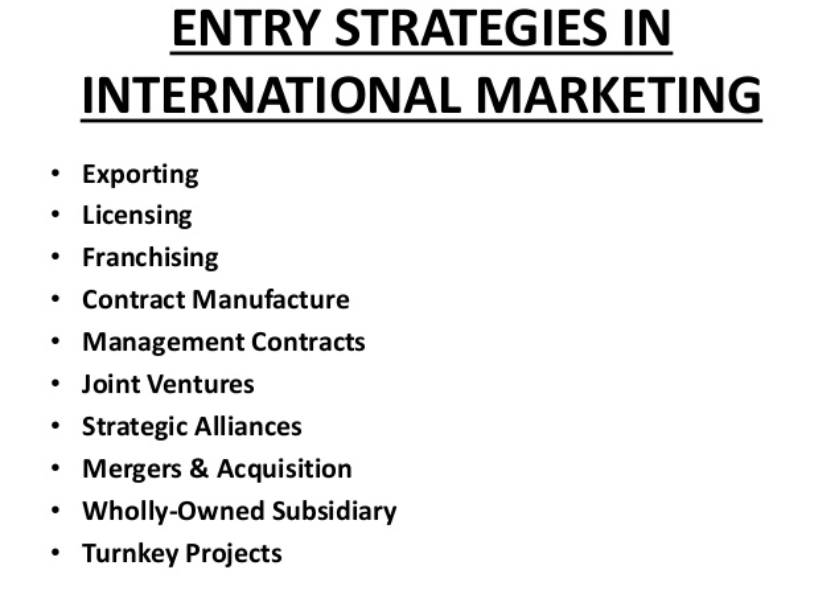 ENTRY STRATEGIES IN
INTERNATIONAL MARKETING
• Exporting
• Licensing
• Franchising
• Contract Manufacture
• Management Contracts
• Joint Ventures
• Strategic Alliances
• Mergers & Acquisition
• Wholly-Owned Subsidiary
• Turnkey Projects